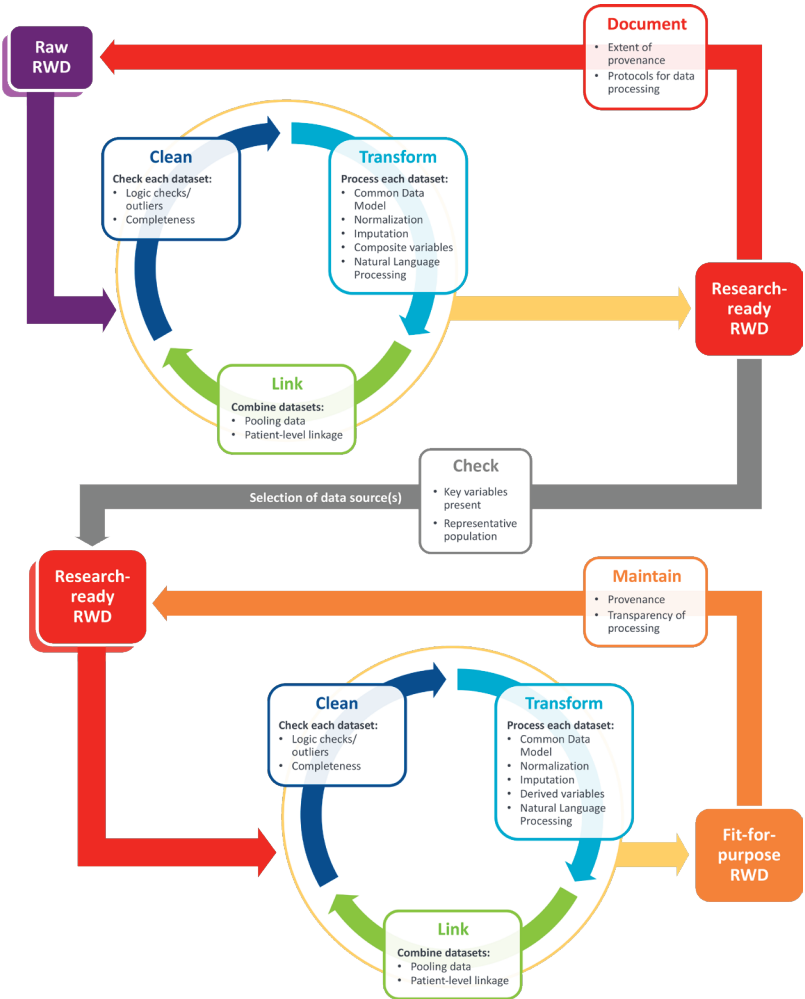 Raw
RWD
Document
• Extent of
provenance
• Protocols for data
processing
Clean
Check each dataset:
• Logic checks/
outliers
• Completeness
Transform
Process each dataset:
• Common Data
Model
• Normalization
• Imputation
• Composite variables
• Natural Language
Processing
Research-
ready
RWD
Link
Combine datasets:
• Pooling data
• Patient-level linkage
Check
• Key variables
present
• Representative
population
Selection of data source(s)
Research-
ready
RWD
Maintain
• Provenance
• Transparency of
processing
Clean
Check each dataset:
• Logic checks/
outliers
• Completeness
Transform
Process each dataset:
• Common Data
Model
• Normalization
• Imputation
• Derived variables
• Natural Language
Processing
Fit-for-
purpose
RWD
Link
Combine datasets:
• Pooling data
• Patient-level linkage